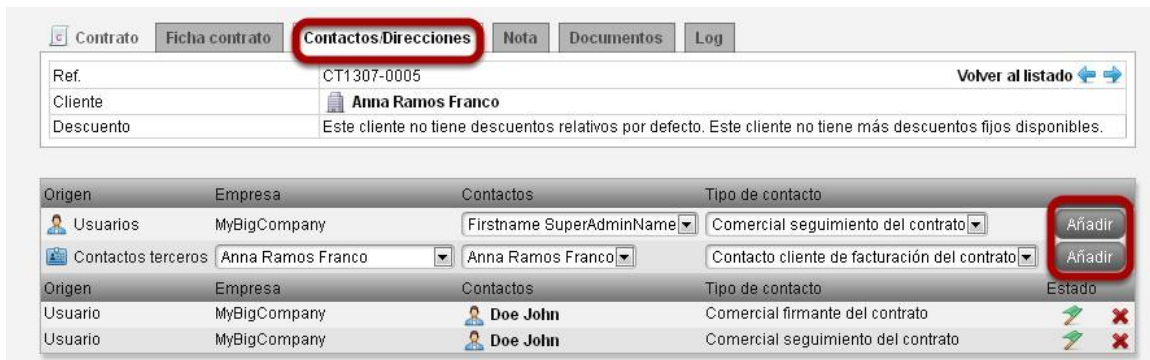 Contrato Ficha contrato Contactos/Direcciones Nota Documentos Log
Ref. CT1307-0005 Volver al listado
Cliente Anna Ramos Franco
Descuento Este cliente no tiene descuentos relativos por defecto. Este cliente no tiene más descuentos fijos disponibles.
Origen Empresa Contactos Tipo de contacto
Usuarios MyBigCompany Firstname SuperAdminName Comercial seguimiento del contrato Añadir
Contactos terceros Anna Ramos Franco Anna Ramos Franco Contacto cliente de facturación del contrato Añadir
Origen Empresa Contactos Tipo de contacto Estado
Usuario MyBigCompany Doe John Comercial firmante del contrato
Usuario MyBigCompany Doe John Comercial seguimiento del contrato